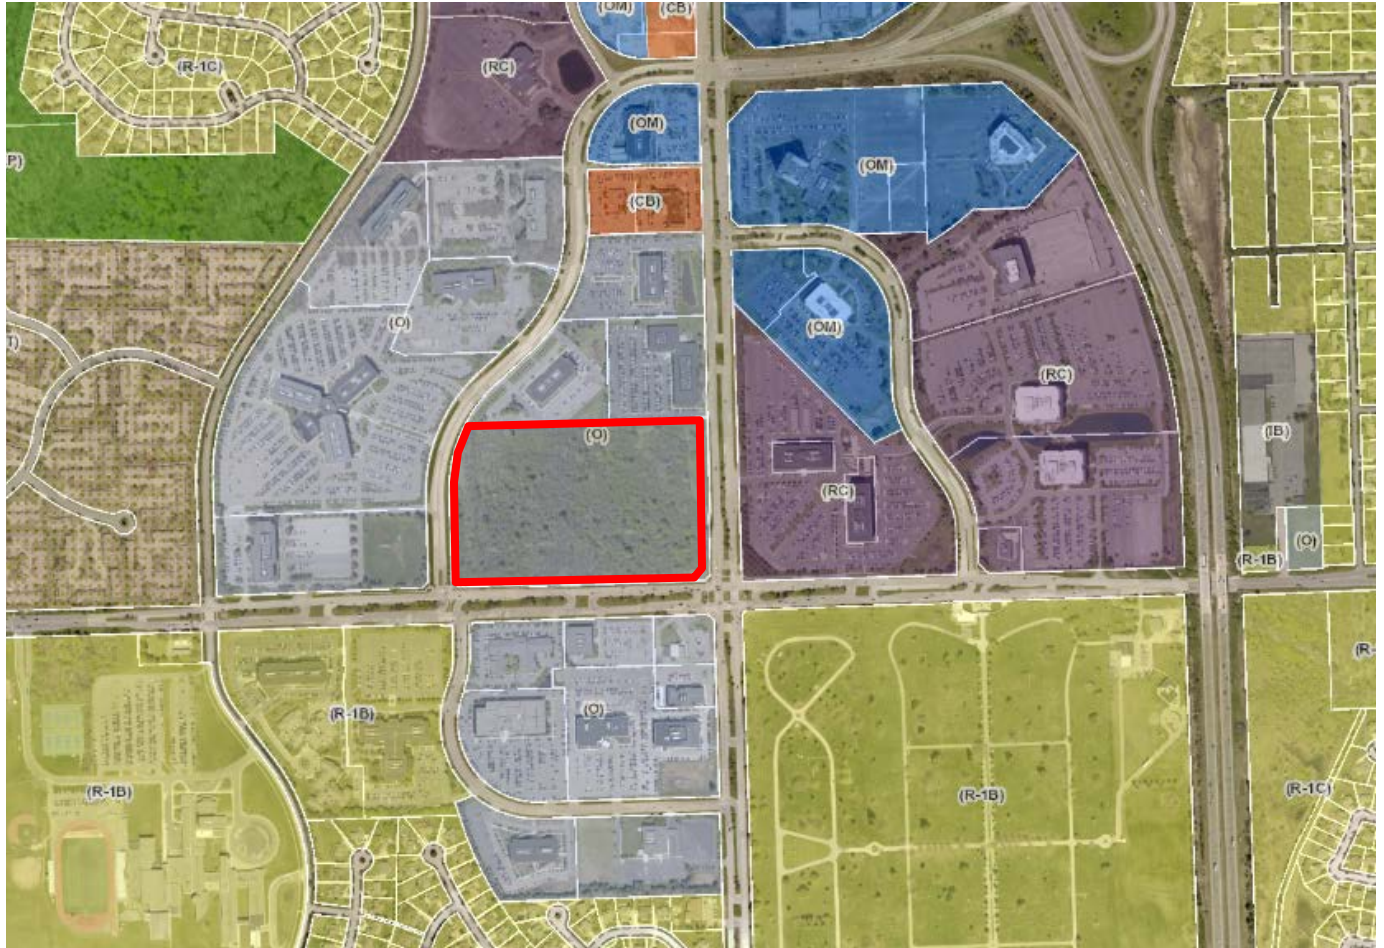 (OM)
(CB)
(R-1C)
(RC)
(OM)
P)
(OM)
(CB)
(O)
T)
(OM)
(RC)
(O)
(IB)
(RC)
(O)
(R-1B)
(R-
(R-1B)
(O)
(R-1B)
(R-1B)
(R-1C)